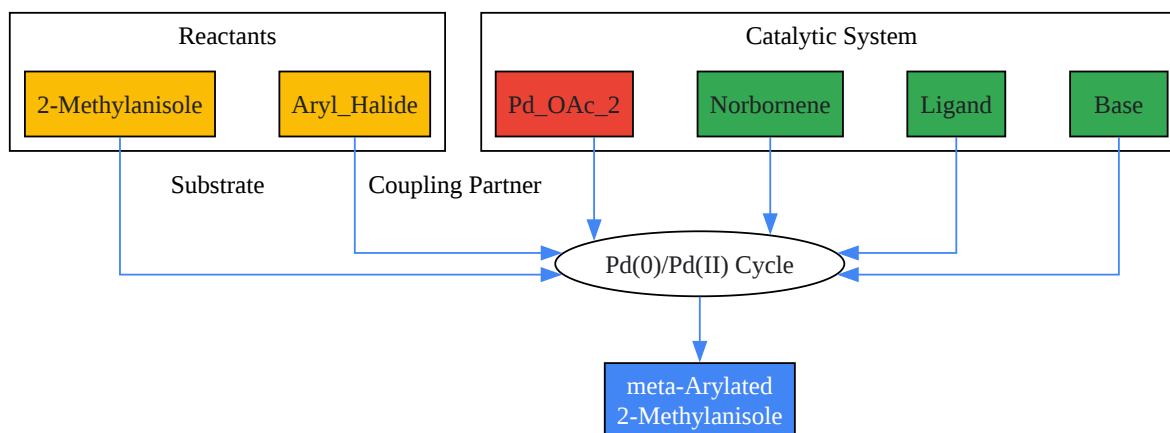 Reactants
Catalytic System
2-Methylanisole
Aryl_Halide
Pd_OAc_2
Norbornene
Ligand
Base
Substrate
Coupling Partner
Pd(0)/Pd(II) Cycle
meta-Arylated
2-Methylanisole